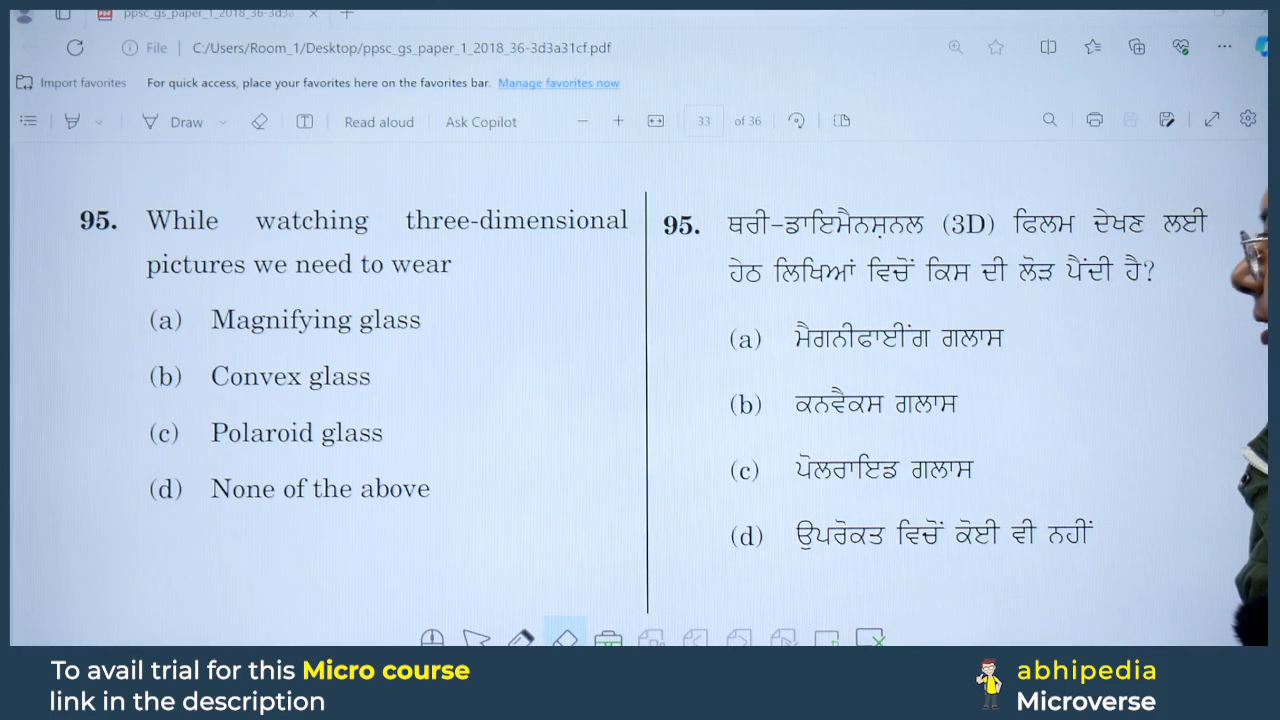 ppsc_gs_paper_1_2018_36-3d3a
File
C:/Users/Room_1/Desktop/ppsc_gs_paper_1_2018_36-3d3a31cf.pdf
Import favorites
For quick access, place your favorites here on the favorites bar. Manage favorites now
Draw
Read aloud
Ask Copilot
33 of 36
95. While watching three-dimensional
pictures we need to wear
(a) Magnifying glass
(b) Convex glass
(c) Polaroid glass
(d) None of the above
95. ਥਰੀ-ਡਾਇਮੈਨਸ਼ਨਲ (3D) ਫਿਲਮ ਦੇਖਣ ਲਈ
ਹੇਠ ਲਿਖਿਆਂ ਵਿਚੋਂ ਕਿਸ ਦੀ ਲੋੜ ਪੈਂਦੀ ਹੈ?
(a) ਮੈਗਨੀਫਾਈਂਗ ਗਲਾਸ
(b) ਕਨਵੈਕਸ ਗਲਾਸ
(c) ਪੋਲਰਾਇਡ ਗਲਾਸ
(d) ਉਪਰੋਕਤ ਵਿਚੋਂ ਕੋਈ ਵੀ ਨਹੀਂ
To avail trial for this Micro course
link in the description
abhipedia
Microverse